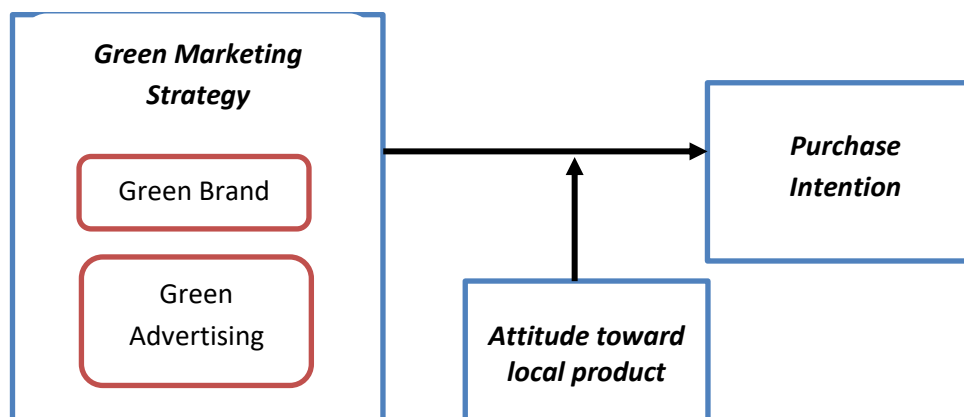 Green Marketing
Strategy
Green Brand
Green
Advertising
Purchase
Intention
Attitude toward
local product